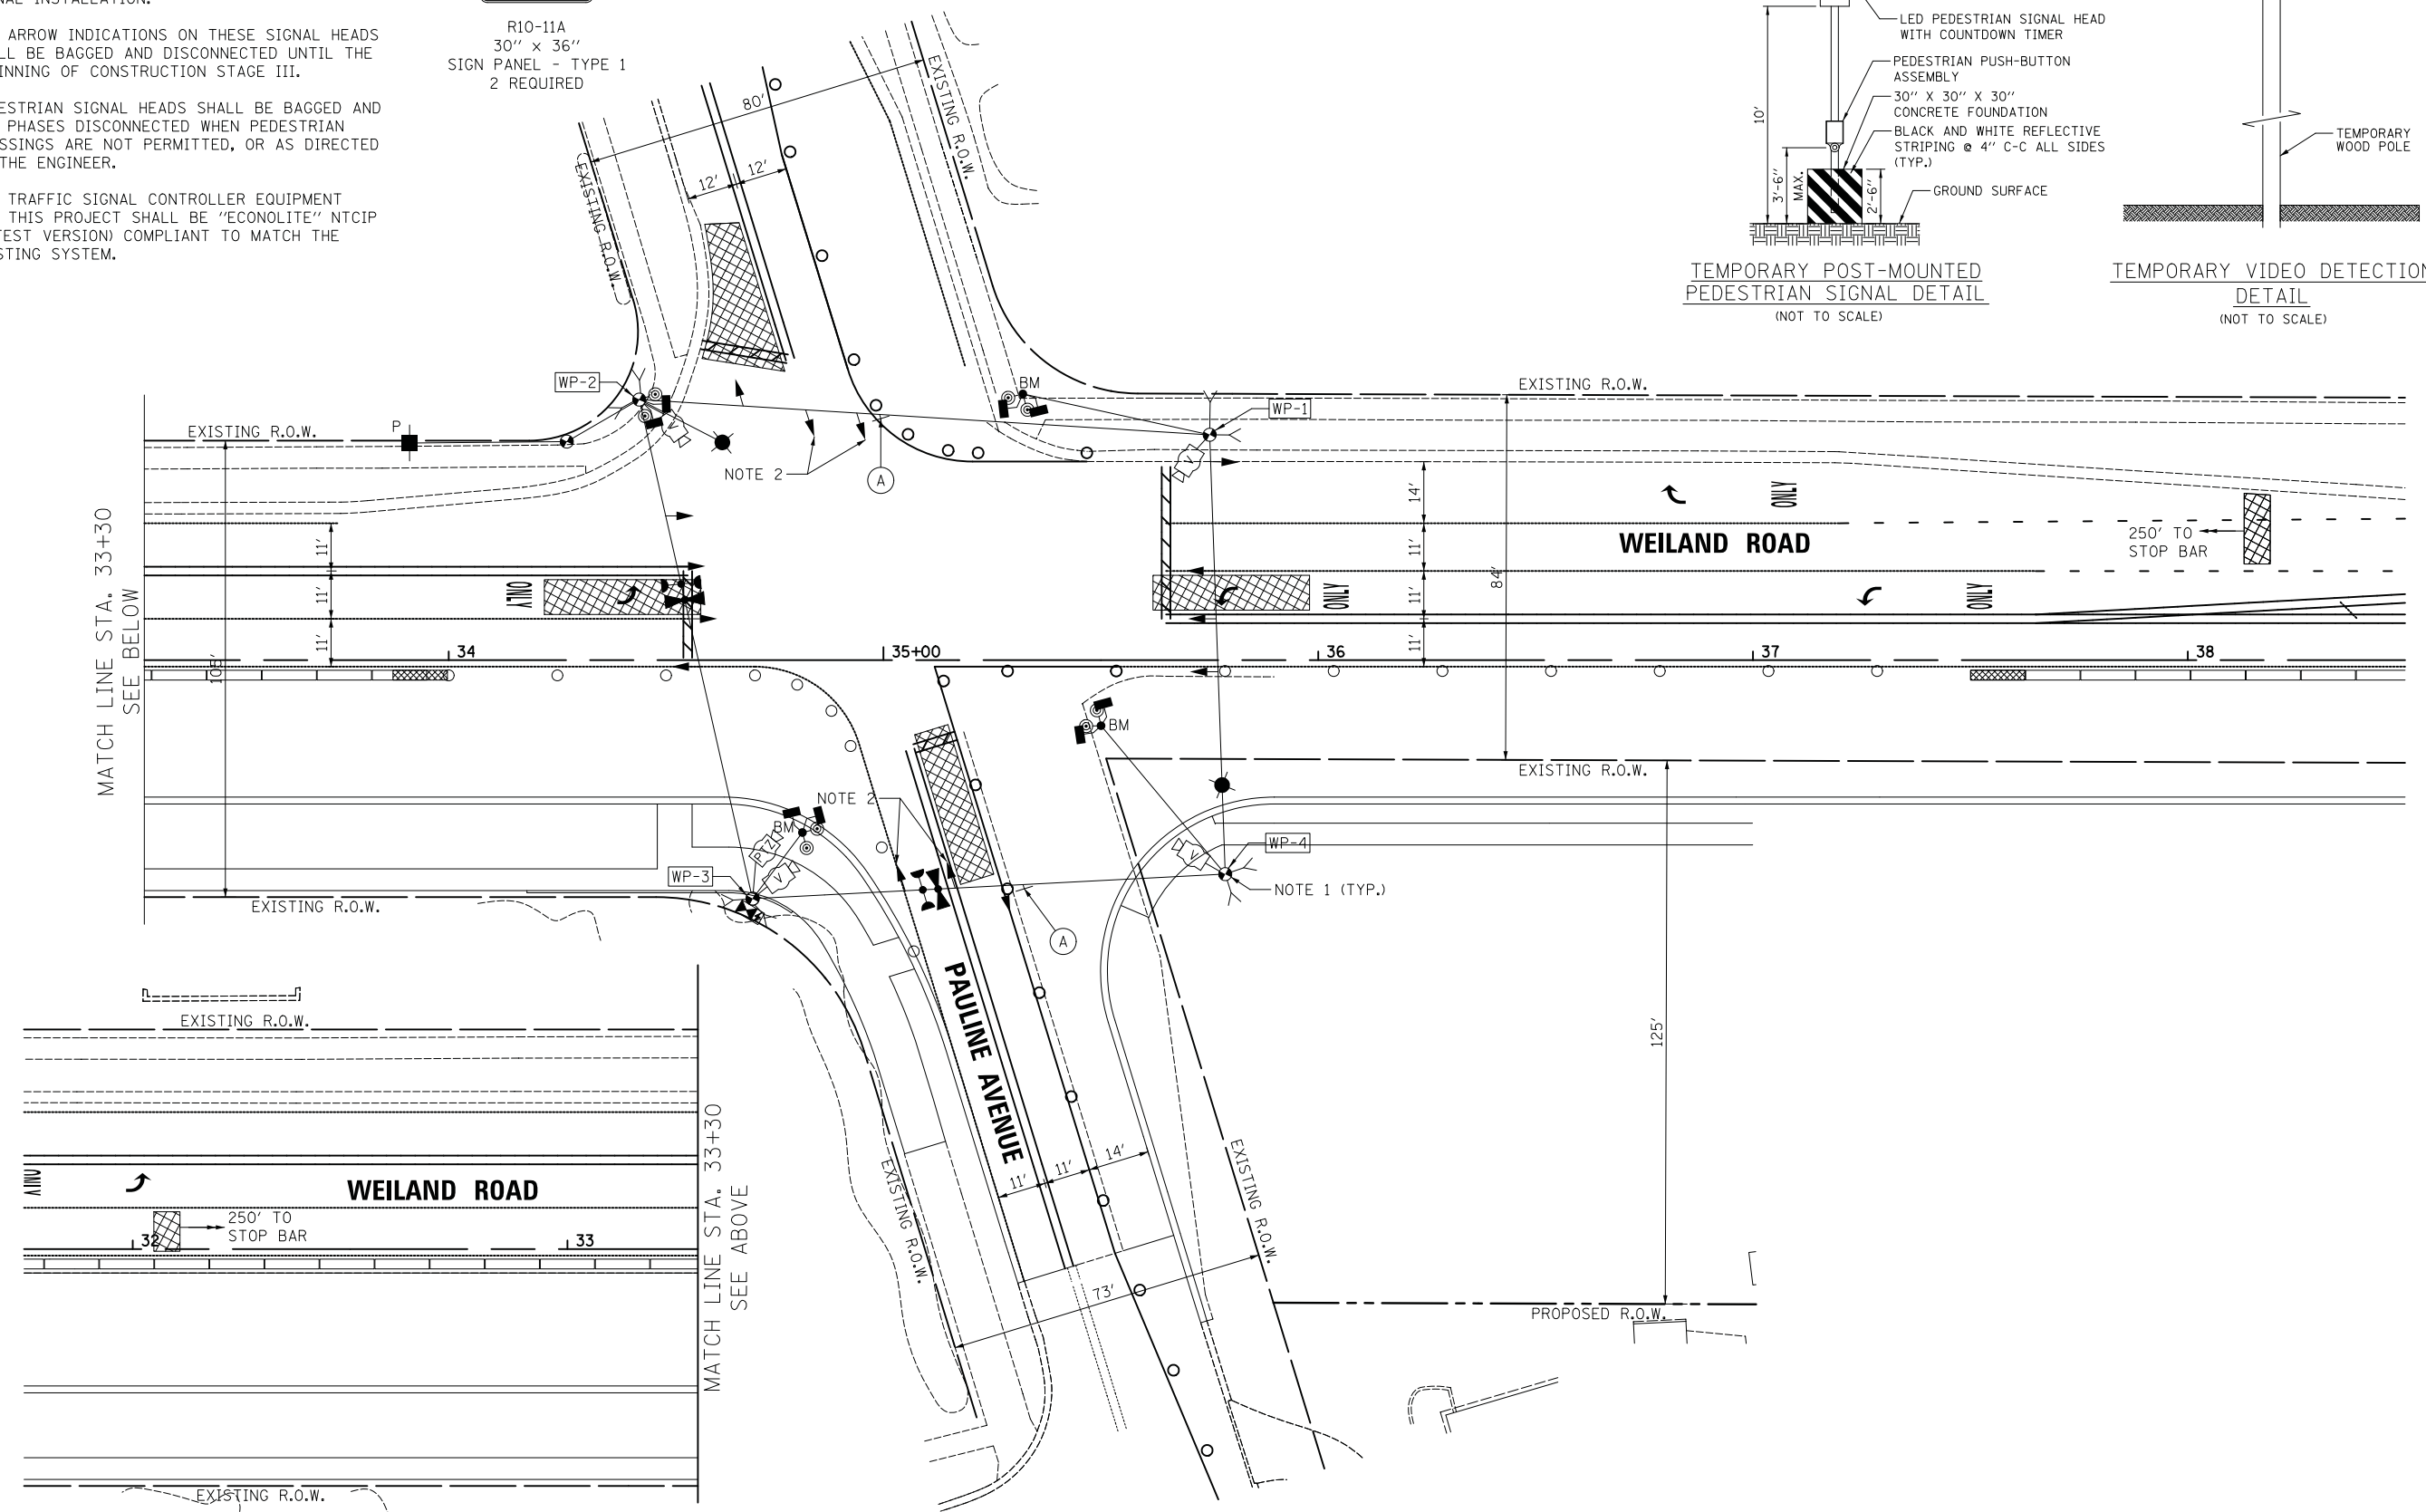 INSTALLATION.
ARROW INDICATIONS ON THESE SIGNAL HEADS
BE BAGGED AND DISCONNECTED UNTIL THE
OF CONSTRUCTION STAGE III.
SIGNAL HEADS SHALL BE BAGGED AND
PHASES DISCONNECTED WHEN PEDESTRIAN
ARE NOT PERMITTED, OR AS DIRECTED
THE ENGINEER.
TRAFFIC SIGNAL CONTROLLER EQUIPMENT
THIS PROJECT SHALL BE "ECONOLITE" NTCIP
VERSION) COMPLIANT TO MATCH THE
SYSTEM.
R10-11A
30" x 36"
SIGN PANEL - TYPE 1
2 REQUIRED
LED PEDESTRIAN SIGNAL HEAD
WITH COUNTDOWN TIMER
PEDESTRIAN PUSH-BUTTON
ASSEMBLY
30" X 30" X 30"
CONCRETE FOUNDATION
BLACK AND WHITE REFLECTIVE
STRIPING @ 4" C-C ALL SIDES
(TYP.)
GROUND SURFACE
10'
3'-6"
MAX.
2'-6"
TEMPORARY POST-MOUNTED
PEDESTRIAN SIGNAL DETAIL
(NOT TO SCALE)
TEMPORARY
WOOD POLE
TEMPORARY VIDEO DETECTION
DETAIL
(NOT TO SCALE)
80'
12'
12'
EXISTING R.O.W.
EXISTING R.O.W.
WP-2
BM
WP-1
EXISTING R.O.W.
EXISTING R.O.W.
P
V
V
NOTE 2
A
14'
ONLY
11'
WEILAND ROAD
250' TO
STOP BAR
84'
MATCH LINE STA. 33+30
SEE BELOW
105'
11'
11'
11'
ONLY
ONLY
ONLY
11'
11'
34
35+00
36
37
38
BM
EXISTING R.O.W.
NOTE 2
BM
PTZ
V
V
WP-3
WP-4
NOTE 1 (TYP.)
EXISTING R.O.W.
A
PAULINE AVENUE
125'
11'
11'
14'
73'
EXISTING R.O.W.
EXISTING R.O.W.
PROPOSED R.O.W.
EXISTING R.O.W.
ONLY
WEILAND ROAD
250' TO
STOP BAR
32
33
MATCH LINE STA. 33+30
SEE ABOVE
EXISTING R.O.W.